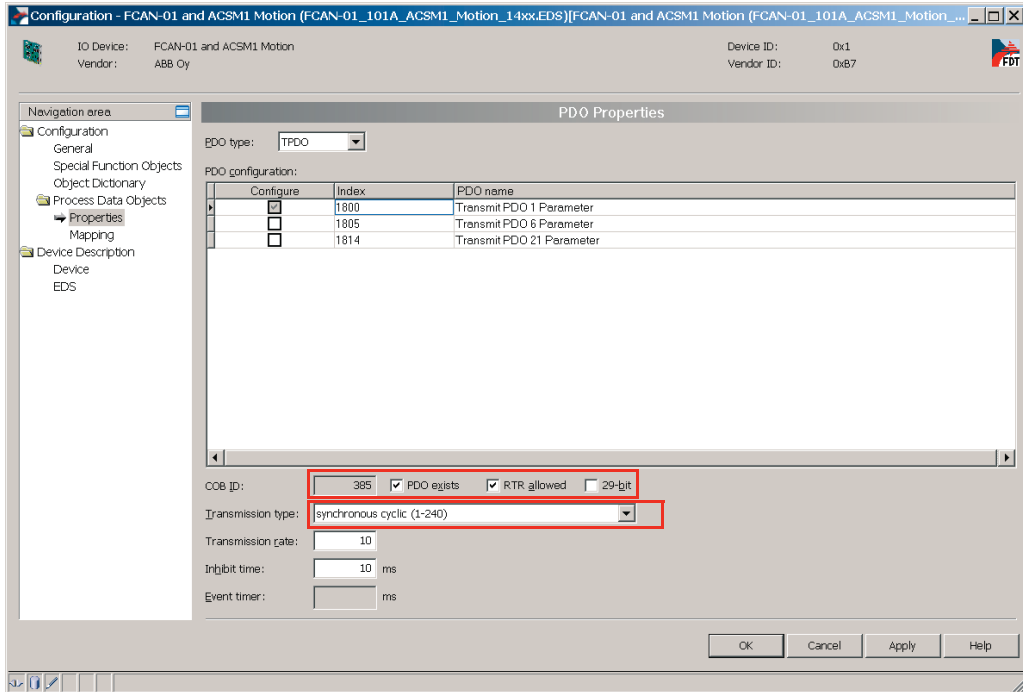 Configuration - FCAN-01 and ACSM1 Motion (FCAN-01_101A_ACSM1_Motion_14xx.EDS)[FCAN-01 and ACSM1 Motion (FCAN-01_101A_ACSM1_Motion_...
IO Device: FCAN-01 and ACSM1 Motion Device ID: 0x1
Vendor: ABB Oy Vendor ID: 0xB7
FDT
Navigation area
Configuration
General
Special Function Objects
Object Dictionary
Process Data Objects
Properties
Mapping
Device Description
Device
EDS
PDO Properties
PDO type: TPDO
PDO configuration:
Configure Index PDO name
1800 Transmit PDO 1 Parameter
1805 Transmit PDO 6 Parameter
1814 Transmit PDO 21 Parameter
COB ID: 385 PDO exists RTR allowed 29-bit
Transmission type: synchronous cyclic (1-240)
Transmission rate: 10
Inhibit time: 10 ms
Event timer: ms
OK Cancel Apply Help